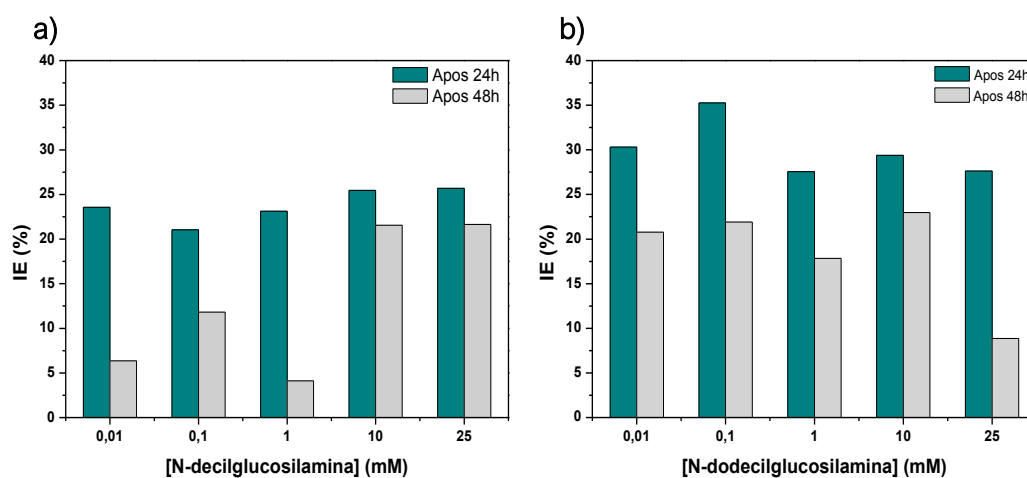 a)
40
35
30
25
20
15
10
5
0
IE (%)
Apos 24h
Apos 48h
0,01 0,1 1 10 25
[N-decilglucosilamina] (mM)
b)
40
35
30
25
20
15
10
5
0
IE (%)
Apos 24h
Apos 48h
0,01 0,1 1 10 25
[N-dodecilglucosilamina] (mM)